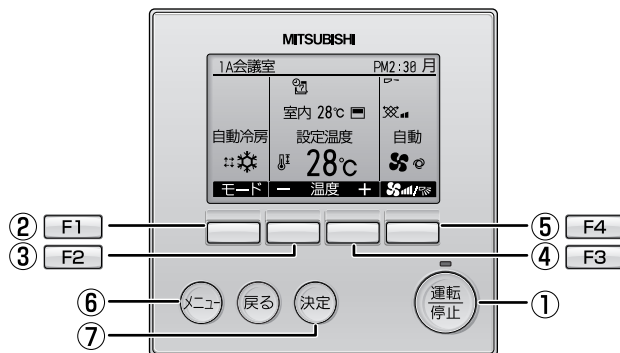 MITSUBISHI
1A会議室 PM2:30 月
室内 28℃
自動冷房 設定温度 自動
28℃
モード － 温度 ＋
② F1
③ F2
⑤ F4
④ F3
⑥ メニュー 戻る 決定 運転 ①
停止
⑦